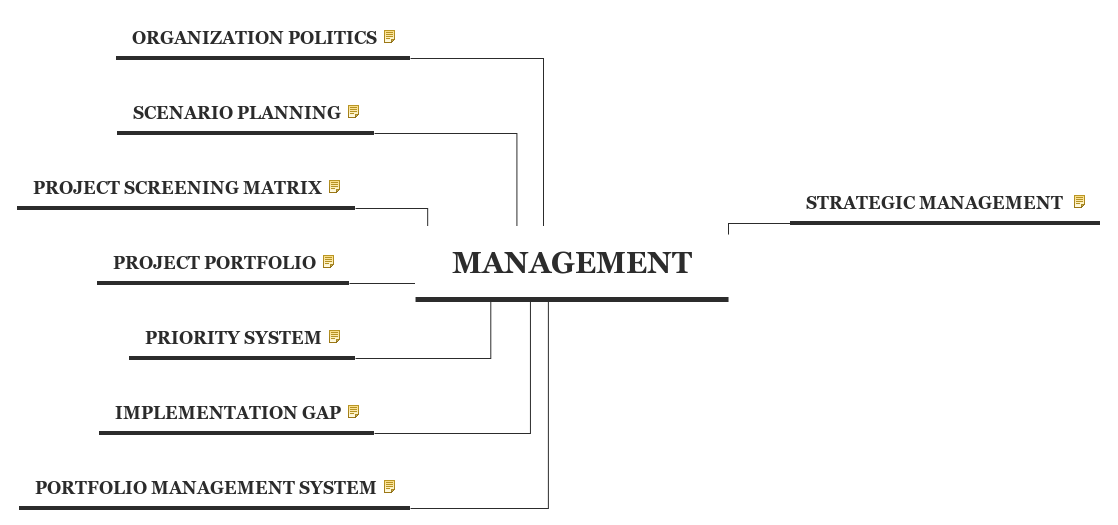 ORGANIZATION POLITICS
SCENARIO PLANNING
PROJECT SCREENING MATRIX
STRATEGIC MANAGEMENT
MANAGEMENT
PROJECT PORTFOLIO
PRIORITY SYSTEM
IMPLEMENTATION GAP
PORTFOLIO MANAGEMENT SYSTEM